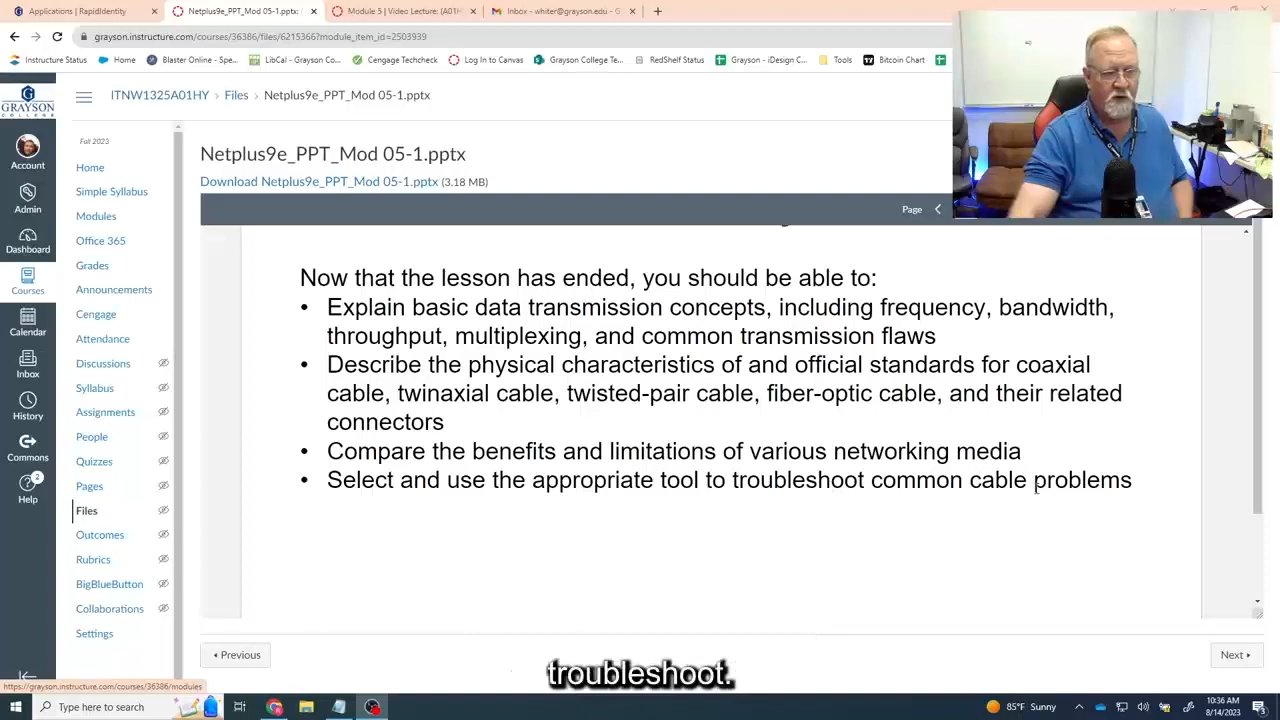 Applications | RapidIdentity
Netplus9e_PPT_Mod 05-1.pptx:
Module 5 | Video Lecture: (A01H
Inbox - whiter@grayson.edu - G
grayson.instructure.com/courses/36386/files/6215366?module_item_id=2503939
Instructure Status
Home
Blaster Online - Spe...
LibCal - Grayson Co...
Cengage Techcheck
Log In to Canvas
Grayson College Te...
RedShelf Status
Grayson - iDesign C...
Tools
Bitcoin Chart
GRAYSON
COLLEGE
Account
Admin
Dashboard
Courses
Calendar
Inbox
History
Commons
2
Help
ITNW1325A01HY > Files > Netplus9e_PPT_Mod 05-1.pptx
Fall 2023
Home
Simple Syllabus
Modules
Office 365
Grades
Announcements
Cengage
Attendance
Discussions
Syllabus
Assignments
People
Quizzes
Pages
Files
Outcomes
Rubrics
BigBlueButton
Collaborations
Settings
Netplus9e_PPT_Mod 05-1.pptx
Download Netplus9e_PPT_Mod 05-1.pptx (3.18 MB)
Page
Now that the lesson has ended, you should be able to:
• Explain basic data transmission concepts, including frequency, bandwidth,
throughput, multiplexing, and common transmission flaws
• Describe the physical characteristics of and official standards for coaxial
cable, twinaxial cable, twisted-pair cable, fiber-optic cable, and their related
connectors
• Compare the benefits and limitations of various networking media
• Select and use the appropriate tool to troubleshoot common cable problems
Previous
Next
troubleshoot.
https://grayson.instructure.com/courses/36386/modules
Type here to search
85°F Sunny
10:36 AM
8/14/2023
3